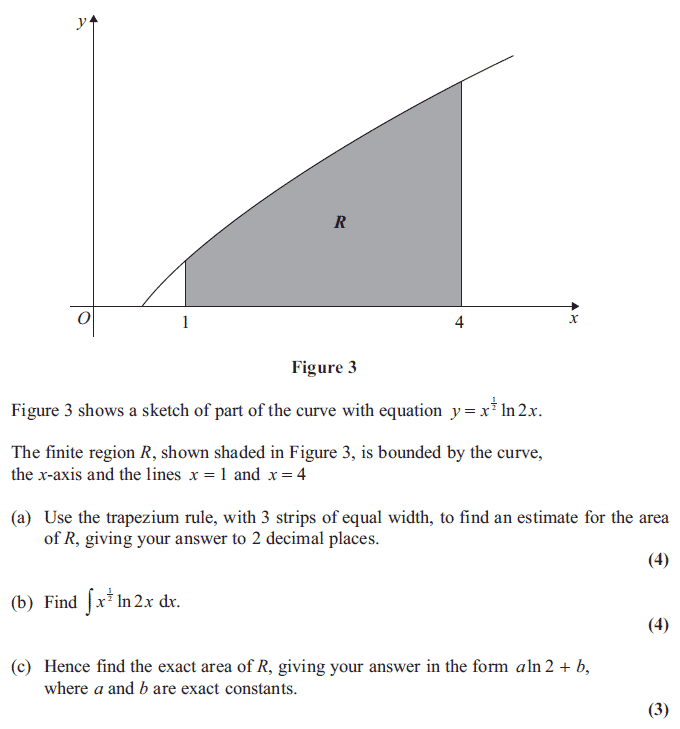 y
R
O
1
4
x
Figure 3
Figure 3 shows a sketch of part of the curve with equation y = x^{1/2} ln 2x.
The finite region R, shown shaded in Figure 3, is bounded by the curve,
the x-axis and the lines x = 1 and x = 4
(a) Use the trapezium rule, with 3 strips of equal width, to find an estimate for the area
of R, giving your answer to 2 decimal places.
(4)
(b) Find ∫x^{1/2} ln 2x dx.
(4)
(c) Hence find the exact area of R, giving your answer in the form a ln 2 + b,
where a and b are exact constants.
(3)